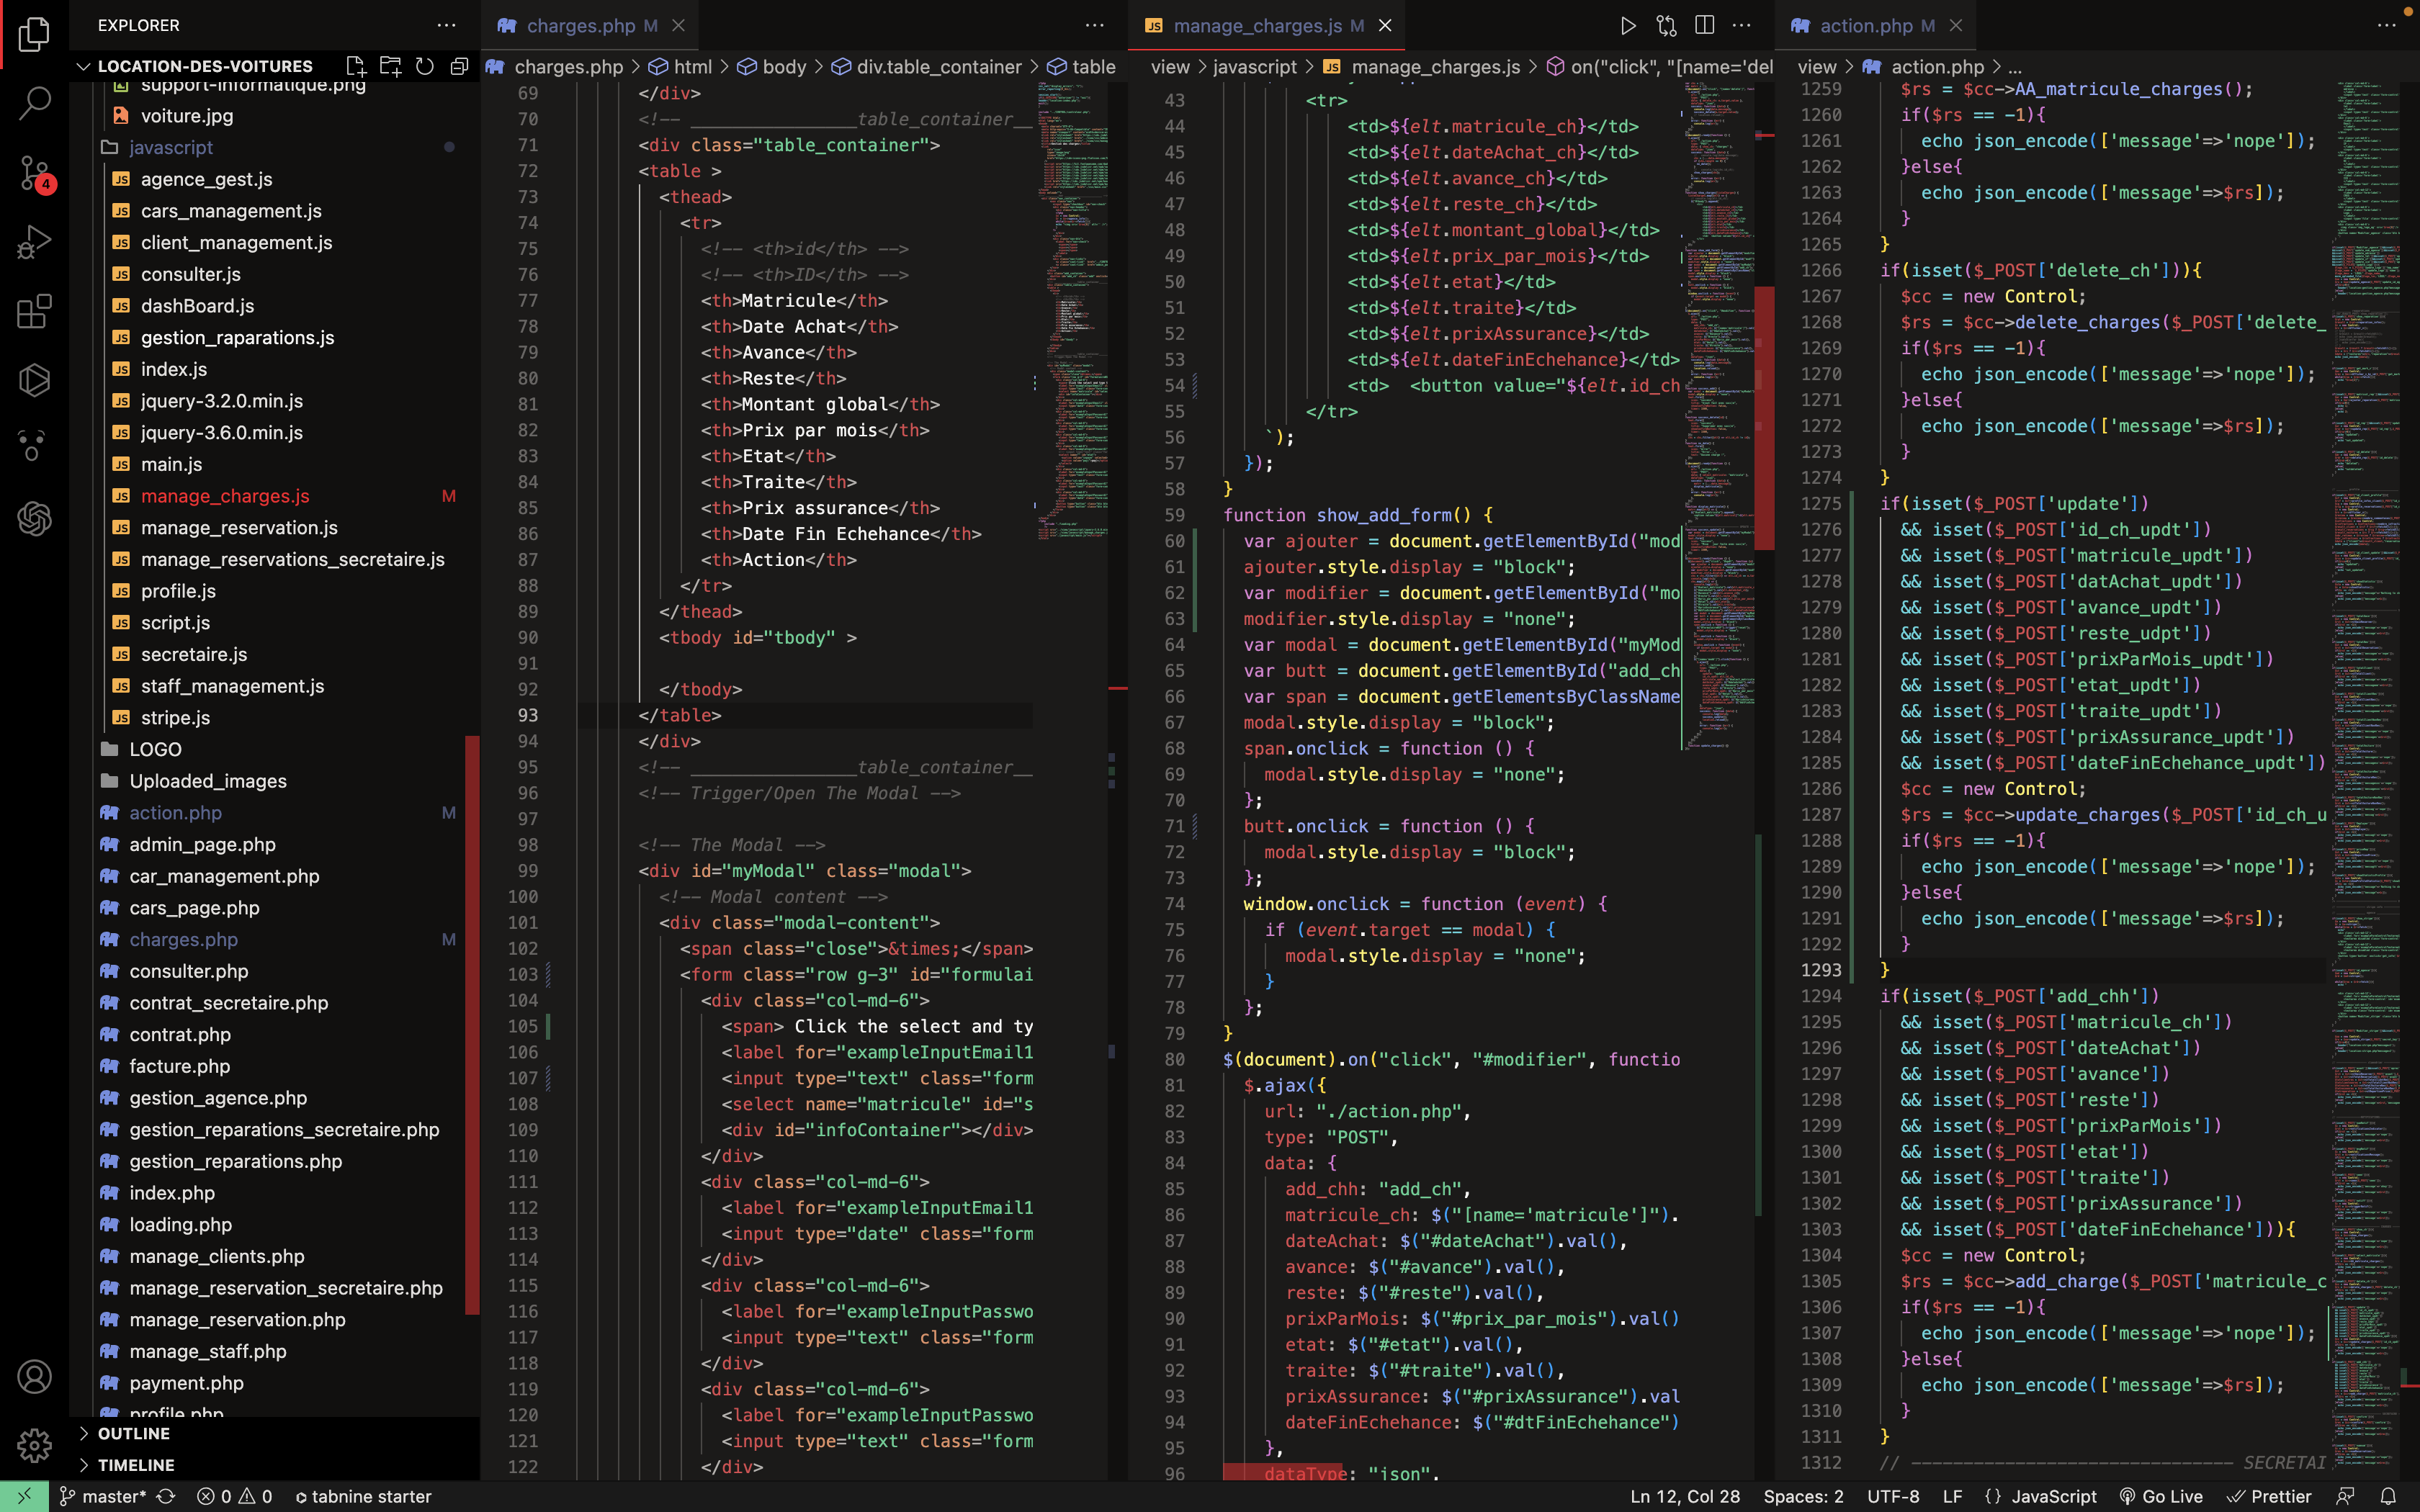 EXPLORER
LOCATION-DES-VOITURES
support-informatique.png
voiture.jpg
javascript
agence_gest.js
cars_management.js
client_management.js
consulter.js
dashBoard.js
gestion_raparations.js
index.js
jquery-3.2.0.min.js
jquery-3.6.0.min.js
main.js
manage_charges.js M
manage_reservation.js
manage_reservations_secretaire.js
profile.js
script.js
secretaire.js
staff_management.js
stripe.js
LOGO
Uploaded_images
action.php M
admin_page.php
car_management.php
cars_page.php
charges.php M
consulter.php
contrat_secretaire.php
contrat.php
facture.php
gestion_agence.php
gestion_reparations_secretaire.php
gestion_reparations.php
index.php
loading.php
manage_clients.php
manage_reservation_secretaire.php
manage_reservation.php
manage_staff.php
payment.php
profile.php
OUTLINE
TIMELINE
4
charges.php M
charges.php > html > body > div.table_container > table
69 </div>
70 <!-- ________________table_container__
71 <div class="table_container">
72 <table >
73 <thead>
74 <tr>
75 <!-- <th>id</th> -->
76 <!-- <th>ID</th> -->
77 <th>Matricule</th>
78 <th>Date Achat</th>
79 <th>Avance</th>
80 <th>Reste</th>
81 <th>Montant global</th>
82 <th>Prix par mois</th>
83 <th>Etat</th>
84 <th>Traite</th>
85 <th>Prix assurance</th>
86 <th>Date Fin Echehance</th>
87 <th>Action</th>
88 </tr>
89 </thead>
90 <tbody id="tbody" >
91
92 </tbody>
93 </table>
94 </div>
95 <!-- ________________table_container__
96 <!-- Trigger/Open The Modal -->
97
98 <!-- The Modal -->
99 <div id="myModal" class="modal">
100 <!-- Modal content -->
101 <div class="modal-content">
102 <span class="close">&times;</span>
103 <form class="row g-3" id="formulai
104 <div class="col-md-6">
105 <span> Click the select and ty
106 <label for="exampleInputEmail1
107 <input type="text" class="form
108 <select name="matricule" id="s
109 <div id="infoContainer"></div>
110 </div>
111 <div class="col-md-6">
112 <label for="exampleInputEmail1
113 <input type="date" class="form
114 </div>
115 <div class="col-md-6">
116 <label for="exampleInputPasswo
117 <input type="text" class="form
118 </div>
119 <div class="col-md-6">
120 <label for="exampleInputPasswo
121 <input type="text" class="form
122 </div>
manage_charges.js M
view > javascript > manage_charges.js > on("click", "[name='del
43 <tr>
44 <td>${elt.matricule_ch}</td>
45 <td>${elt.dateAchat_ch}</td>
46 <td>${elt.avance_ch}</td>
47 <td>${elt.reste_ch}</td>
48 <td>${elt.montant_global}</td>
49 <td>${elt.prix_par_mois}</td>
50 <td>${elt.etat}</td>
51 <td>${elt.traite}</td>
52 <td>${elt.prixAssurance}</td>
53 <td>${elt.dateFinEchehance}</td>
54 <td> <button value="${elt.id_ch
55 </tr>
56 `);
57 });
58 }
59 function show_add_form() {
60 var ajouter = document.getElementById("mod
61 ajouter.style.display = "block";
62 var modifier = document.getElementById("mo
63 modifier.style.display = "none";
64 var modal = document.getElementById("myMod
65 var butt = document.getElementById("add_ch
66 var span = document.getElementsByClassName
67 modal.style.display = "block";
68 span.onclick = function () {
69 modal.style.display = "none";
70 };
71 butt.onclick = function () {
72 modal.style.display = "block";
73 };
74 window.onclick = function (event) {
75 if (event.target == modal) {
76 modal.style.display = "none";
77 }
78 };
79 }
80 $(document).on("click", "#modifier", functio
81 $.ajax({
82 url: "./action.php",
83 type: "POST",
84 data: {
85 add_chh: "add_ch",
86 matricule_ch: $("[name='matricule']").
87 dateAchat: $("#dateAchat").val(),
88 avance: $("#avance").val(),
89 reste: $("#reste").val(),
90 prixParMois: $("#prix_par_mois").val()
91 etat: $("#etat").val(),
92 traite: $("#traite").val(),
93 prixAssurance: $("#prixAssurance").val
94 dateFinEchehance: $("#dtFinEchehance")
95 },
96 dataType: "json",
action.php M
view > action.php > ...
1259 $rs = $cc->AA_matricule_charges();
1260 if($rs == -1){
1261 echo json_encode(['message'=>'nope']);
1262 }else{
1263 echo json_encode(['message'=>$rs]);
1264 }
1265 }
1266 if(isset($_POST['delete_ch'])){
1267 $cc = new Control;
1268 $rs = $cc->delete_charges($_POST['delete_
1269 if($rs == -1){
1270 echo json_encode(['message'=>'nope']);
1271 }else{
1272 echo json_encode(['message'=>$rs]);
1273 }
1274 }
1275 if(isset($_POST['update'])
1276 && isset($_POST['id_ch_updt'])
1277 && isset($_POST['matricule_updt'])
1278 && isset($_POST['datAchat_updt'])
1279 && isset($_POST['avance_updt'])
1280 && isset($_POST['reste_udpt'])
1281 && isset($_POST['prixParMois_updt'])
1282 && isset($_POST['etat_updt'])
1283 && isset($_POST['traite_updt'])
1284 && isset($_POST['prixAssurance_updt'])
1285 && isset($_POST['dateFinEchehance_updt'])
1286 $cc = new Control;
1287 $rs = $cc->update_charges($_POST['id_ch_u
1288 if($rs == -1){
1289 echo json_encode(['message'=>'nope']);
1290 }else{
1291 echo json_encode(['message'=>$rs]);
1292 }
1293 }
1294 if(isset($_POST['add_chh'])
1295 && isset($_POST['matricule_ch'])
1296 && isset($_POST['dateAchat'])
1297 && isset($_POST['avance'])
1298 && isset($_POST['reste'])
1299 && isset($_POST['prixParMois'])
1300 && isset($_POST['etat'])
1301 && isset($_POST['traite'])
1302 && isset($_POST['prixAssurance'])
1303 && isset($_POST['dateFinEchehance'])){
1304 $cc = new Control;
1305 $rs = $cc->add_charge($_POST['matricule_c
1306 if($rs == -1){
1307 echo json_encode(['message'=>'nope']);
1308 }else{
1309 echo json_encode(['message'=>$rs]);
1310 }
1311 }
1312 // ------------------------------- SECRETAI
master* 0 0 tabnine starter
Ln 12, Col 28 Spaces: 2 UTF-8 LF {} JavaScript Go Live Prettier